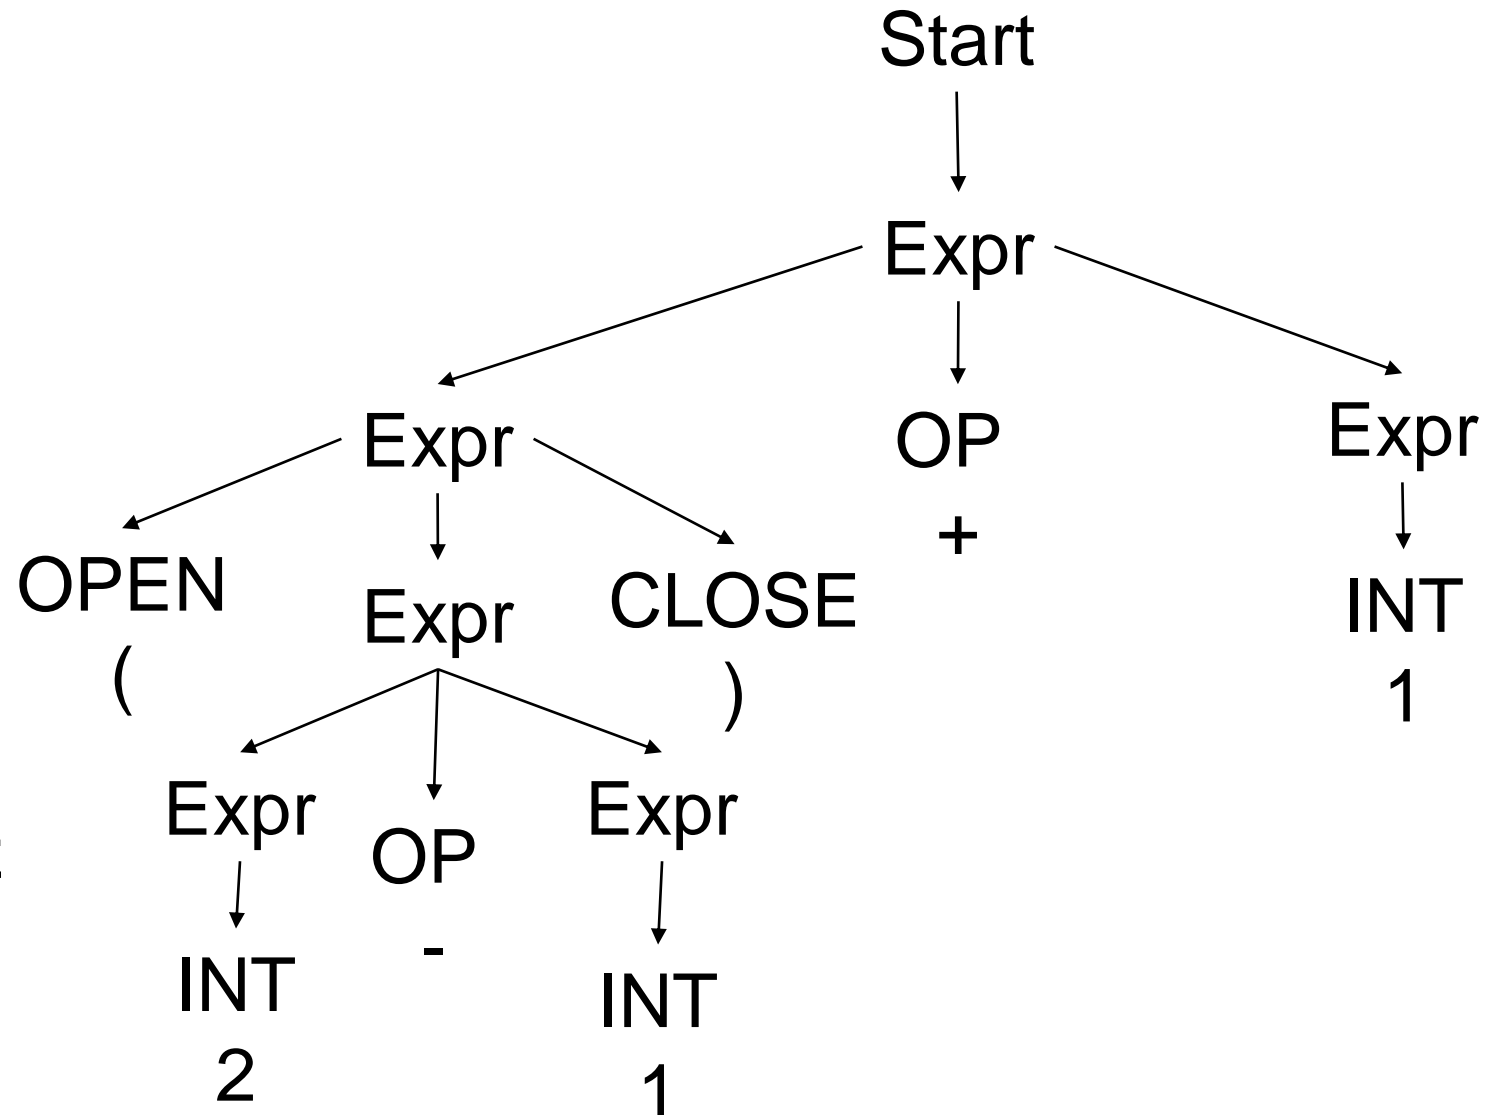 Start
Expr
Expr
OP
+
Expr
OPEN
(
Expr
CLOSE
)
INT
1
Expr
OP
-
Expr
INT
2
INT
1